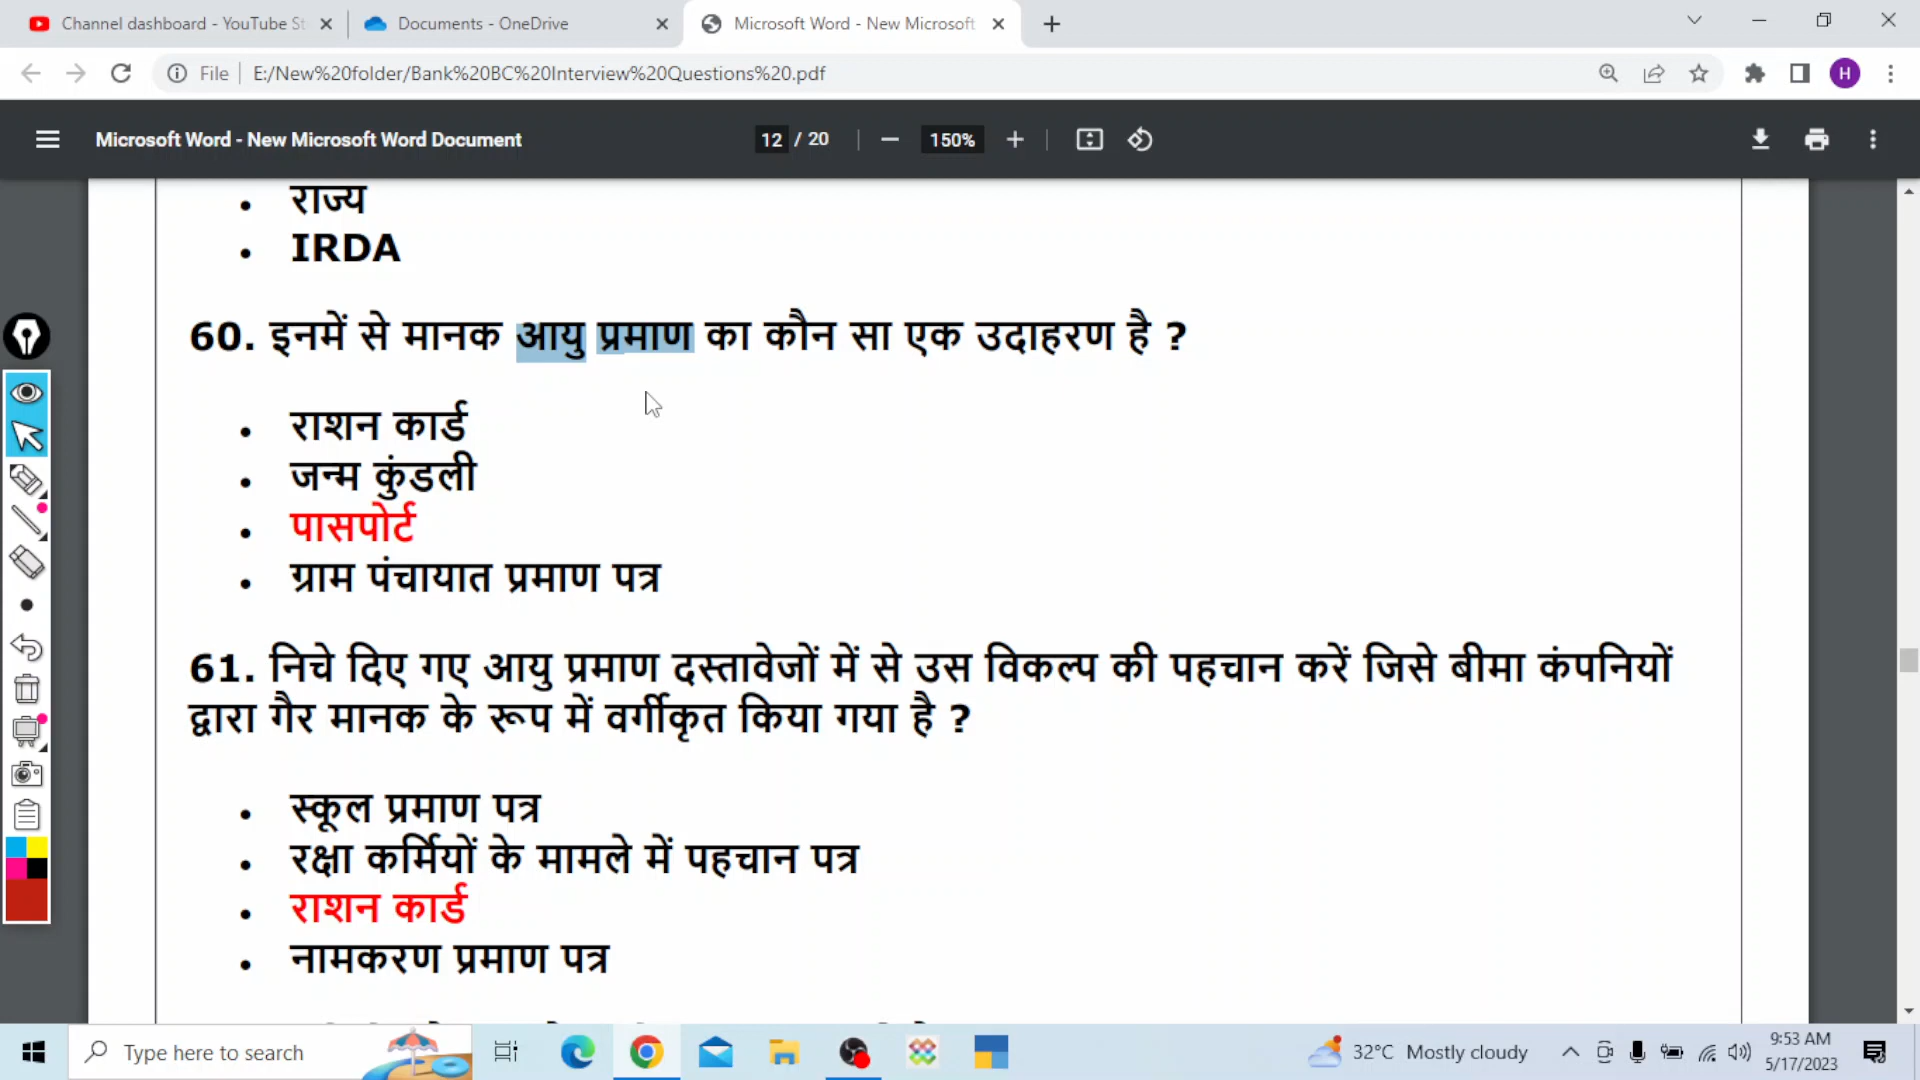 Channel dashboard - YouTube St
Documents - OneDrive
Microsoft Word - New Microsoft
File
E:/New%20folder/Bank%20BC%20Interview%20Questions%20.pdf
H
Microsoft Word - New Microsoft Word Document
12 / 20
150%
• राज्य
• IRDA
60. इनमें से मानक आयु प्रमाण का कौन सा एक उदाहरण है ?
• राशन कार्ड
• जन्म कुंडली
• पासपोर्ट
• ग्राम पंचायात प्रमाण पत्र
61. निचे दिए गए आयु प्रमाण दस्तावेजों में से उस विकल्प की पहचान करें जिसे बीमा कंपनियों
द्वारा गैर मानक के रूप में वर्गीकृत किया गया है ?
• स्कूल प्रमाण पत्र
• रक्षा कर्मियों के मामले में पहचान पत्र
• राशन कार्ड
• नामकरण प्रमाण पत्र
Type here to search
32°C Mostly cloudy
9:53 AM
5/17/2023